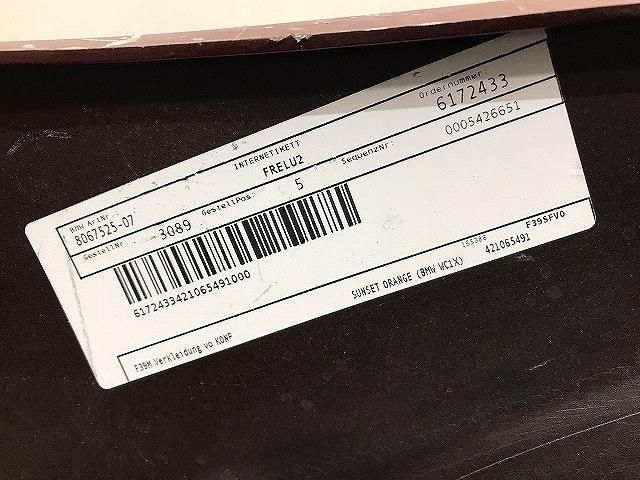 INTERNETIKETT
Ordernummer:
BMW ArtNr.
8067525-07
FRELU2
6172433
GestellNr
3089
GestellPos:
5
SequenzNr:
0005426651
6172433421065491000
F39M Verkleidung vo KONF
SUNSET ORANGE (BMW WC1X)
165386
421065491
F39SFV0